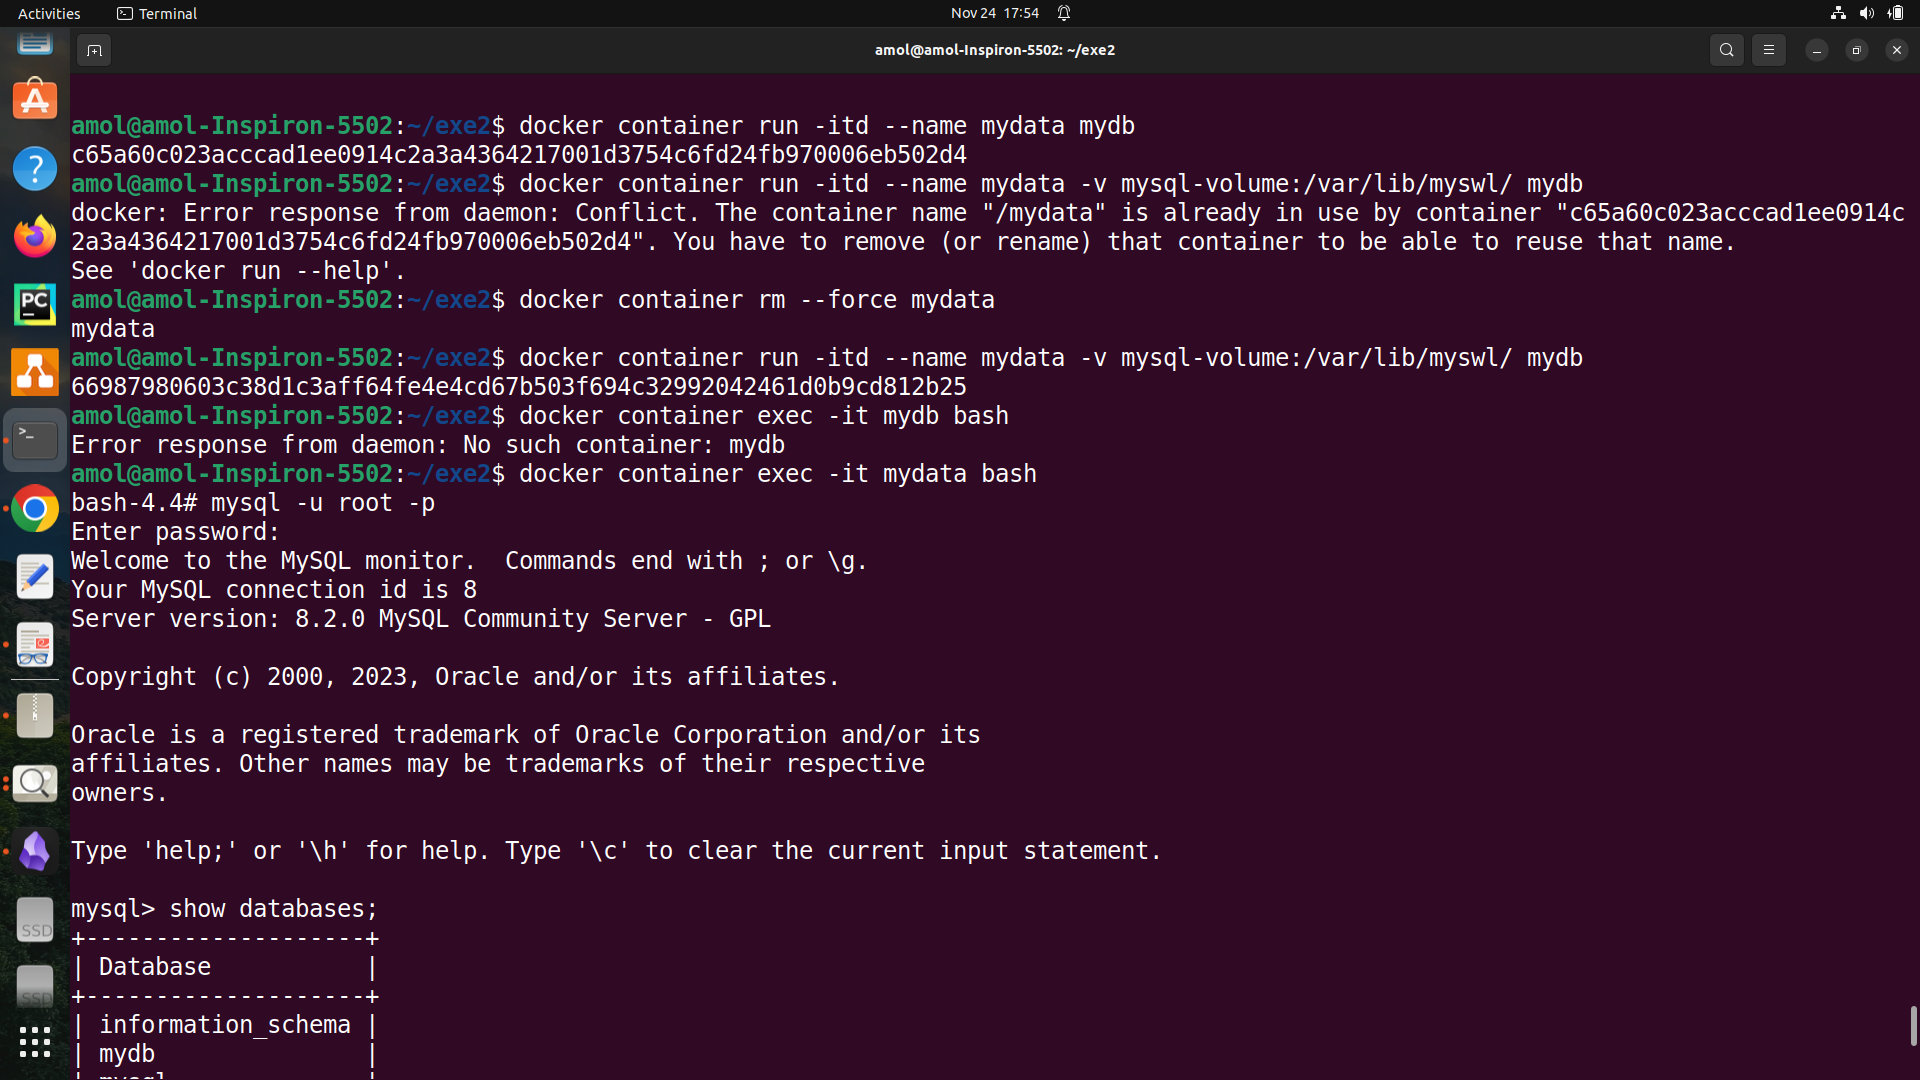 Activities
Terminal
Nov 24 17:54
amol@amol-Inspiron-5502: ~/exe2
amol@amol-Inspiron-5502:~/exe2$ docker container run -itd --name mydata mydb
c65a60c023acccad1ee0914c2a3a4364217001d3754c6fd24fb970006eb502d4
amol@amol-Inspiron-5502:~/exe2$ docker container run -itd --name mydata -v mysql-volume:/var/lib/myswl/ mydb
docker: Error response from daemon: Conflict. The container name "/mydata" is already in use by container "c65a60c023acccad1ee0914c
2a3a4364217001d3754c6fd24fb970006eb502d4". You have to remove (or rename) that container to be able to reuse that name.
See 'docker run --help'.
amol@amol-Inspiron-5502:~/exe2$ docker container rm --force mydata
mydata
amol@amol-Inspiron-5502:~/exe2$ docker container run -itd --name mydata -v mysql-volume:/var/lib/myswl/ mydb
66987980603c38d1c3aff64fe4e4cd67b503f694c32992042461d0b9cd812b25
amol@amol-Inspiron-5502:~/exe2$ docker container exec -it mydb bash
Error response from daemon: No such container: mydb
amol@amol-Inspiron-5502:~/exe2$ docker container exec -it mydata bash
bash-4.4# mysql -u root -p
Enter password:
Welcome to the MySQL monitor.  Commands end with ; or \g.
Your MySQL connection id is 8
Server version: 8.2.0 MySQL Community Server - GPL
Copyright (c) 2000, 2023, Oracle and/or its affiliates.
Oracle is a registered trademark of Oracle Corporation and/or its
affiliates. Other names may be trademarks of their respective
owners.
Type 'help;' or '\h' for help. Type '\c' to clear the current input statement.
mysql> show databases;
+--------------------+
| Database           |
+--------------------+
| information_schema |
| mydb               |
| mysql              |
PC
SSD
SSD